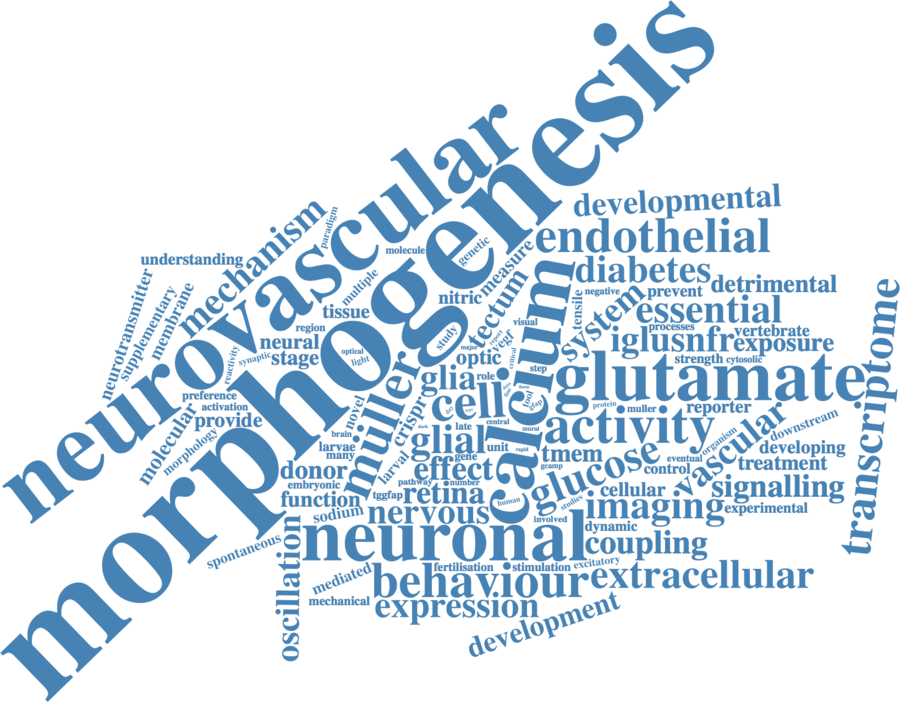 morphogenesis
neurovascular
developmental
endothelial
mechanism
paradigm
molecule
genetic
understanding
multiple
measure
diabetes
detrimental
neurotransmitter
supplementary
membrane
nitric
tectum
calcium
tensile
negative
prevent
system
essential
tissue
region
neural
stage
reactivity
synaptic
optical
light
study
major
vegf
visual
critical
processes
iglusnfr
vertebrate
exposure
transcriptome
optic
step
strength
cytosolic
glutamate
preference
activation
provide
molecular
morphology
müller
glia
role
cell
tool
gfap
protein
muller
reporter
novel
crispr
dark
late
central
mural
activity
vascular
organism
downstream
brain
larvae
many
larval
glial
unit
rapid
gene
tmem
glucose
eventual
control
developing
treatment
donor
embryonic
function
effect
pathway
number
gcamp
tggfap
retina
human
studies
cellular
signalling
sodium
nervous
imaging
experimental
involved
dynamic
oscillation
spontaneous
neuronal
coupling
mediated
fertilisation
stimulation
excitatory
behaviour
extracellular
mechanical
expression
development